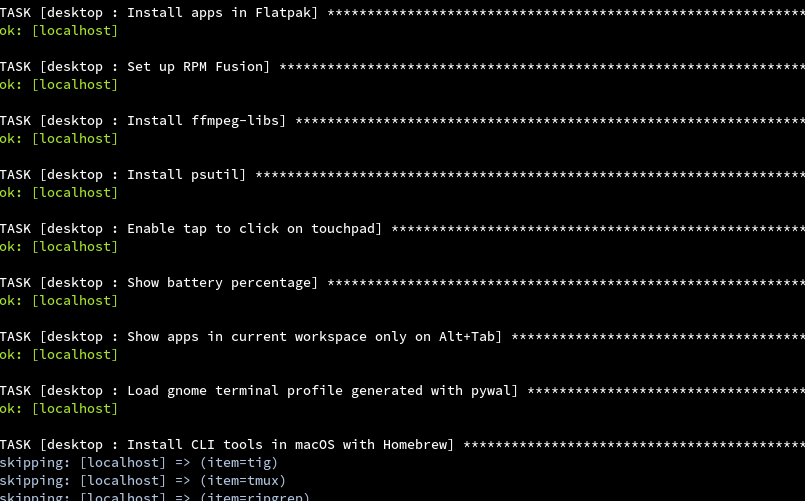 TASK [desktop : Install apps in Flatpak] ************************************************************
ok: [localhost]
TASK [desktop : Set up RPM Fusion] ******************************************************************
ok: [localhost]
TASK [desktop : Install ffmpeg-libs] ****************************************************************
ok: [localhost]
TASK [desktop : Install psutil] *********************************************************************
ok: [localhost]
TASK [desktop : Enable tap to click on touchpad] ****************************************************
ok: [localhost]
TASK [desktop : Show battery percentage] ************************************************************
ok: [localhost]
TASK [desktop : Show apps in current workspace only on Alt+Tab] *************************************
ok: [localhost]
TASK [desktop : Load gnome terminal profile generated with pywal] ***********************************
ok: [localhost]
TASK [desktop : Install CLI tools in macOS with Homebrew] *******************************************
skipping: [localhost] => (item=tig)
skipping: [localhost] => (item=tmux)
skipping: [localhost] => (item=ripgrep)